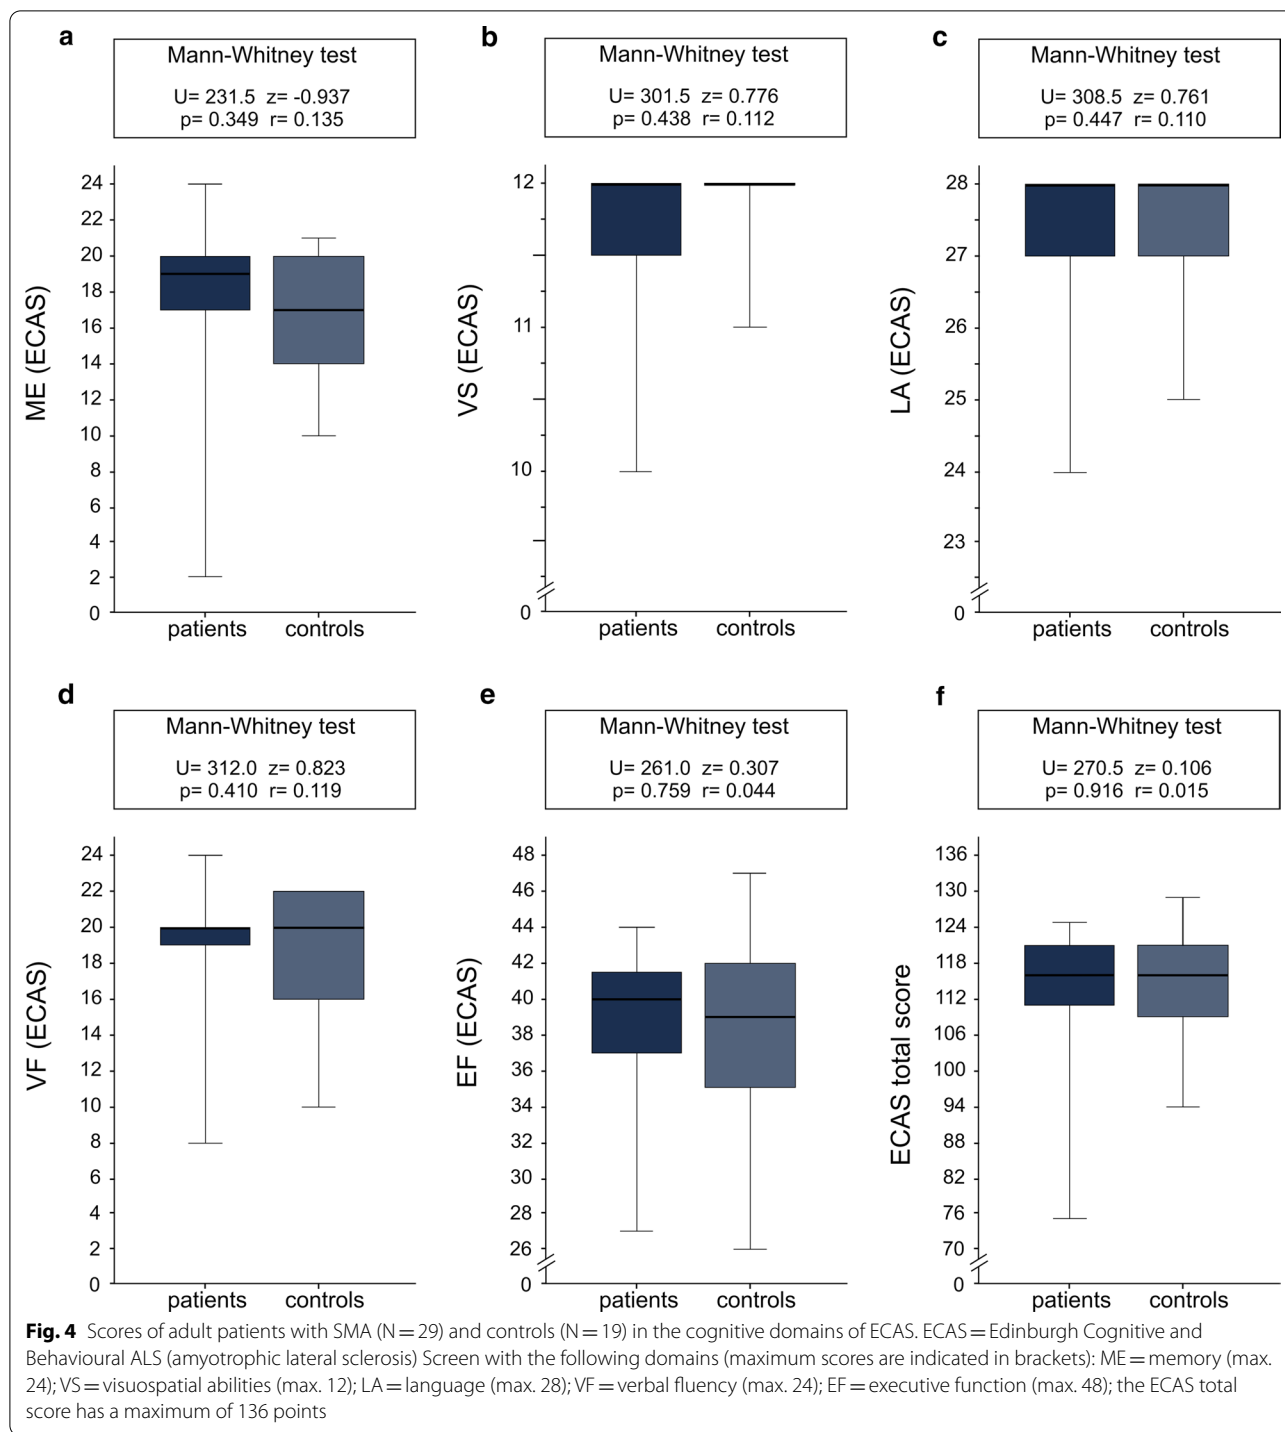 a
Mann-Whitney test
U= 231.5 z= -0.937
p= 0.349 r= 0.135
ME (ECAS)
24
22
20
18
16
14
12
10
8
6
4
2
0
patients controls
b
Mann-Whitney test
U= 301.5 z= 0.776
p= 0.438 r= 0.112
VS (ECAS)
12
11
10
0
patients controls
c
Mann-Whitney test
U= 308.5 z= 0.761
p= 0.447 r= 0.110
LA (ECAS)
28
27
26
25
24
23
0
patients controls
d
Mann-Whitney test
U= 312.0 z= 0.823
p= 0.410 r= 0.119
VF (ECAS)
24
22
20
18
16
14
12
10
8
6
4
2
0
patients controls
e
Mann-Whitney test
U= 261.0 z= 0.307
p= 0.759 r= 0.044
EF (ECAS)
48
46
44
42
40
38
36
34
32
30
28
26
0
patients controls
f
Mann-Whitney test
U= 270.5 z= 0.106
p= 0.916 r= 0.015
ECAS total score
136
130
124
118
112
106
100
94
88
82
76
70
0
patients controls
Fig. 4 Scores of adult patients with SMA (N = 29) and controls (N = 19) in the cognitive domains of ECAS. ECAS = Edinburgh Cognitive and
Behavioural ALS (amyotrophic lateral sclerosis) Screen with the following domains (maximum scores are indicated in brackets): ME = memory (max.
24); VS = visuospatial abilities (max. 12); LA = language (max. 28); VF = verbal fluency (max. 24); EF = executive function (max. 48); the ECAS total
score has a maximum of 136 points